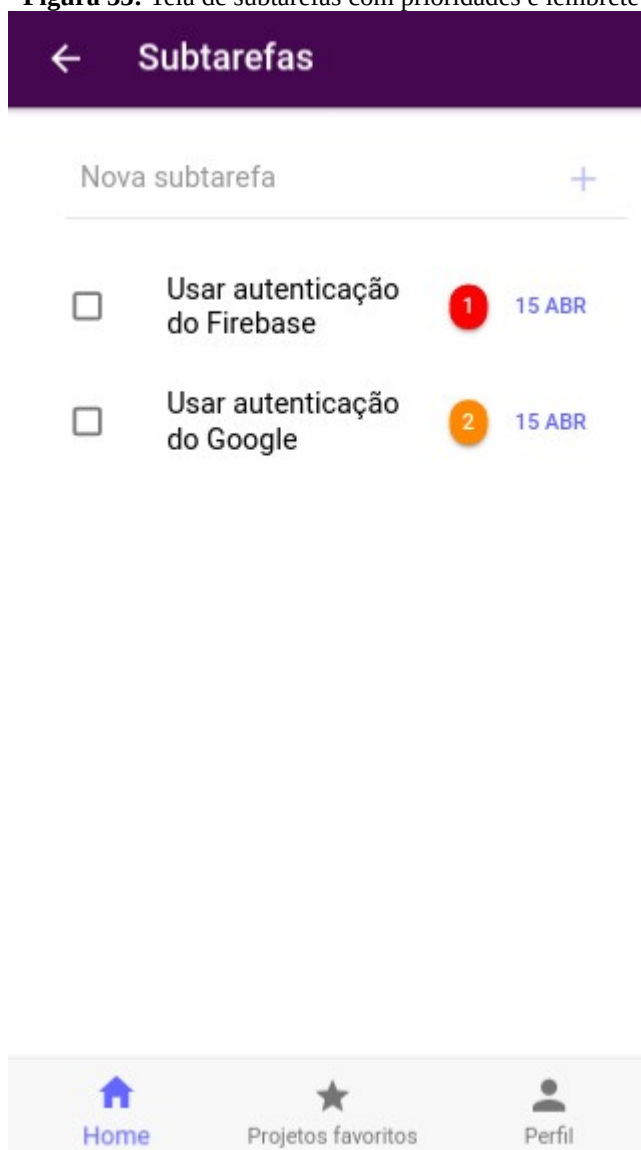 Figura 33: Tela de subtarefas com prioridades e lembrete
Subtarefas
Nova subtarefa +
Usar autenticação
do Firebase
1 15 ABR
Usar autenticação
do Google
2 15 ABR
Home Projetos favoritos Perfil